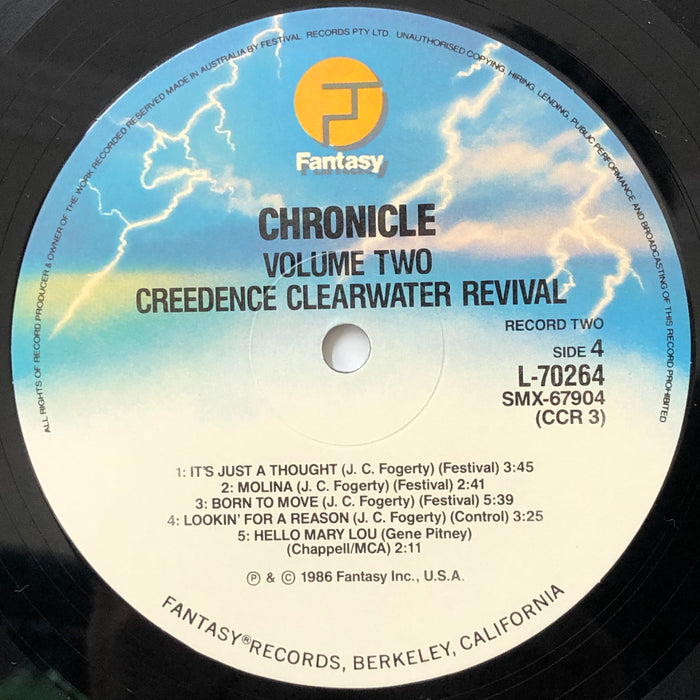 ALL RIGHTS OF RECORD PRODUCER & OWNER OF THE WORK RECORDED RESERVED MADE IN AUSTRALIA BY FESTIVAL RECORDS PTY LTD. UNAUTHORISED COPYING, HIRING, LENDING, PUBLIC PERFORMANCE AND BROADCASTING OF THIS RECORD PROHIBITED
Fantasy
CHRONICLE
VOLUME TWO
CREEDENCE CLEARWATER REVIVAL
RECORD TWO
SIDE 4
L-70264
SMX-67904
(CCR 3)
1: IT'S JUST A THOUGHT (J. C. Fogerty) (Festival) 3:45
2: MOLINA (J. C. Fogerty) (Festival) 2:41
3: BORN TO MOVE (J. C. Fogerty) (Festival) 5:39
4: LOOKIN' FOR A REASON (J. C. Fogerty) (Control) 3:25
5: HELLO MARY LOU (Gene Pitney)
(Chappell/MCA) 2:11
℗ & © 1986 Fantasy Inc., U.S.A.
FANTASY® RECORDS, BERKELEY, CALIFORNIA